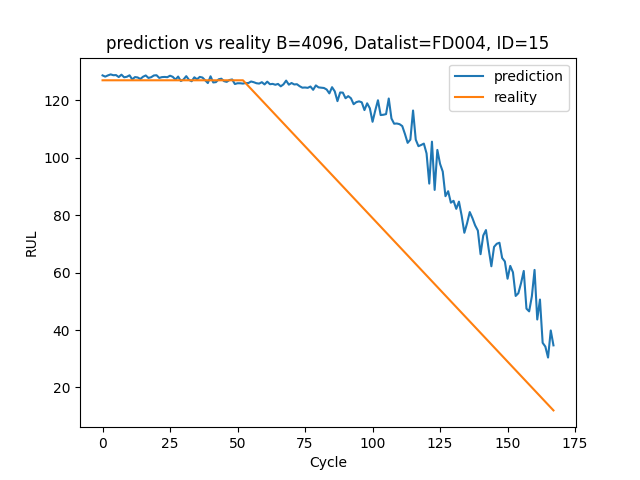 prediction vs reality B=4096, Datalist=FD004, ID=15
prediction
reality
RUL
120
100
80
60
40
20
0 25 50 75 100 125 150 175
Cycle